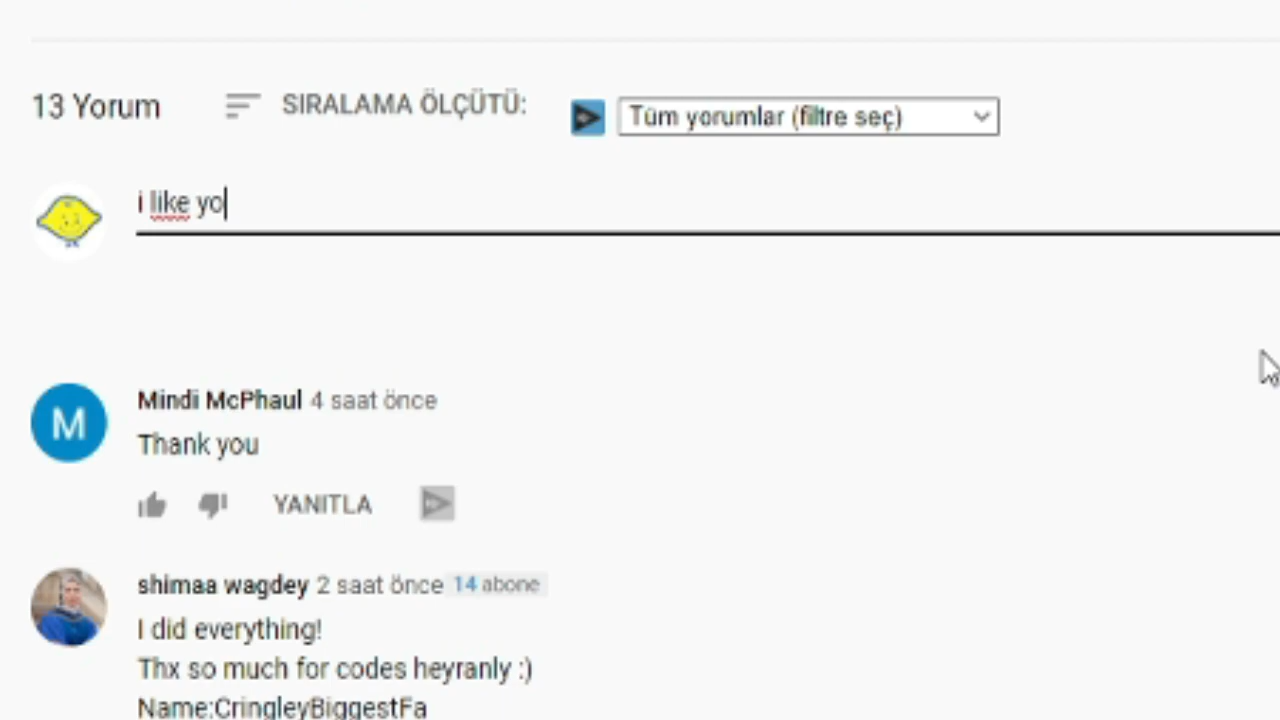 13 Yorum SIRALAMA ÖLÇÜTÜ: Tüm yorumlar (filtre seç)
i like yo
M
Mindi McPhaul 4 saat önce
Thank you
YANITLA
shimaa wagdey 2 saat önce 14 abone
I did everything!
Thx so much for codes heyranly :)
Name:CringleyBiggestFa